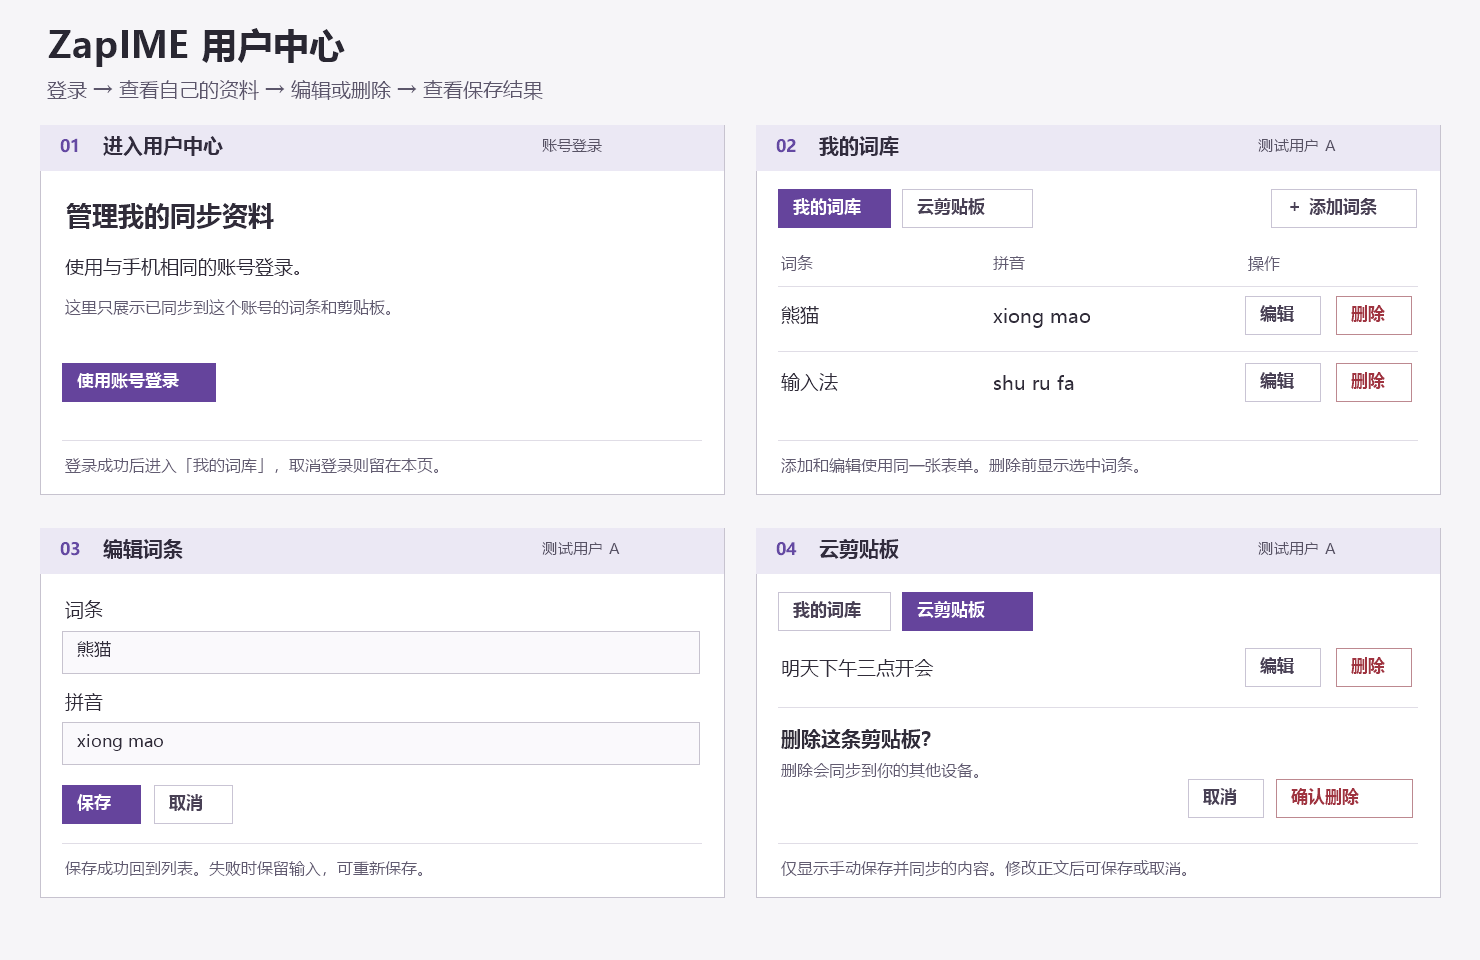 ZapIME 用户中心
登录 → 查看自己的资料 → 编辑或删除 → 查看保存结果
01 进入用户中心 账号登录
管理我的同步资料
使用与手机相同的账号登录。
这里只展示已同步到这个账号的词条和剪贴板。
使用账号登录
登录成功后进入「我的词库」，取消登录则留在本页。
02 我的词库 测试用户 A
我的词库 云剪贴板 + 添加词条
词条 拼音 操作
熊猫 xiong mao 编辑 删除
输入法 shu ru fa 编辑 删除
添加和编辑使用同一张表单。删除前显示选中词条。
03 编辑词条 测试用户 A
词条
熊猫
拼音
xiong mao
保存 取消
保存成功回到列表。失败时保留输入，可重新保存。
04 云剪贴板 测试用户 A
我的词库 云剪贴板
明天下午三点开会 编辑 删除
删除这条剪贴板?
删除会同步到你的其他设备。
取消 确认删除
仅显示手动保存并同步的内容。修改正文后可保存或取消。